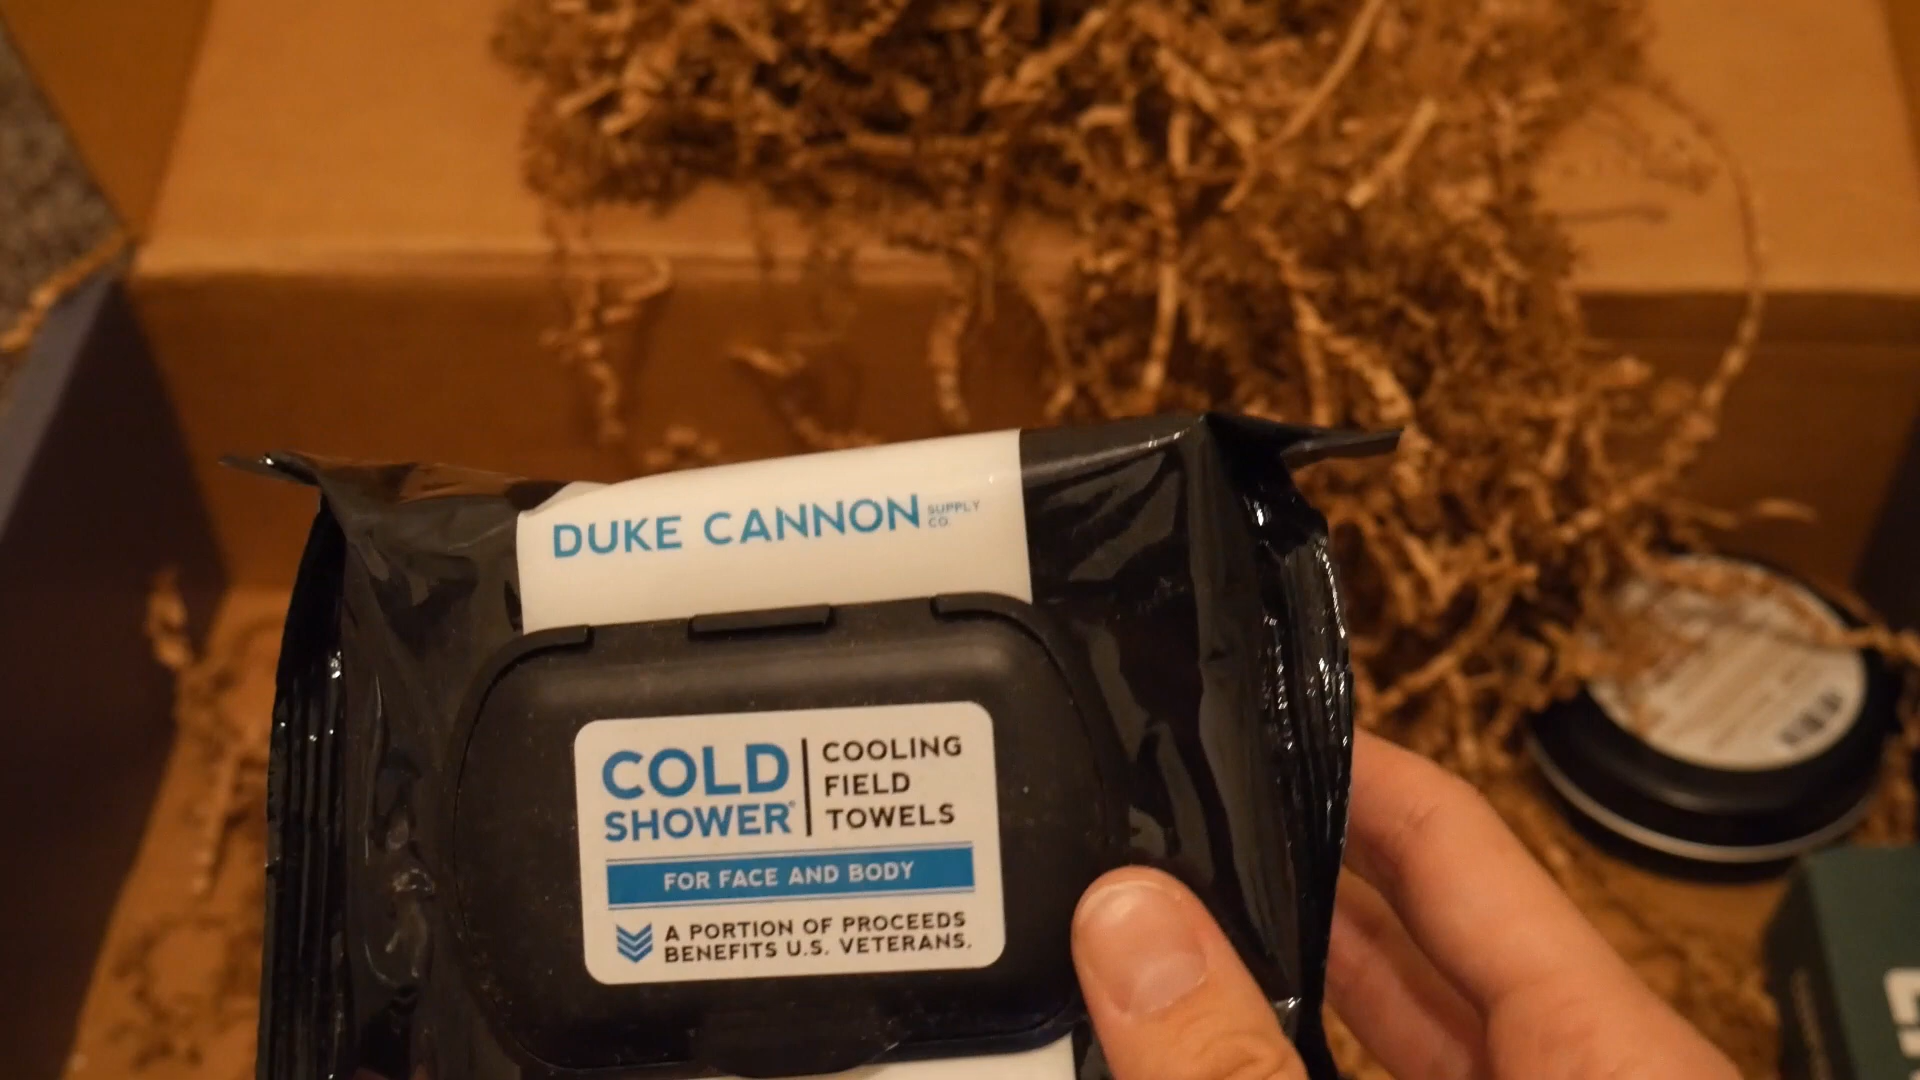 DUKE CANNON SUPPLY CO.
COLD SHOWER®
COOLING FIELD TOWELS
FOR FACE AND BODY
A PORTION OF PROCEEDS
BENEFITS U.S. VETERANS.